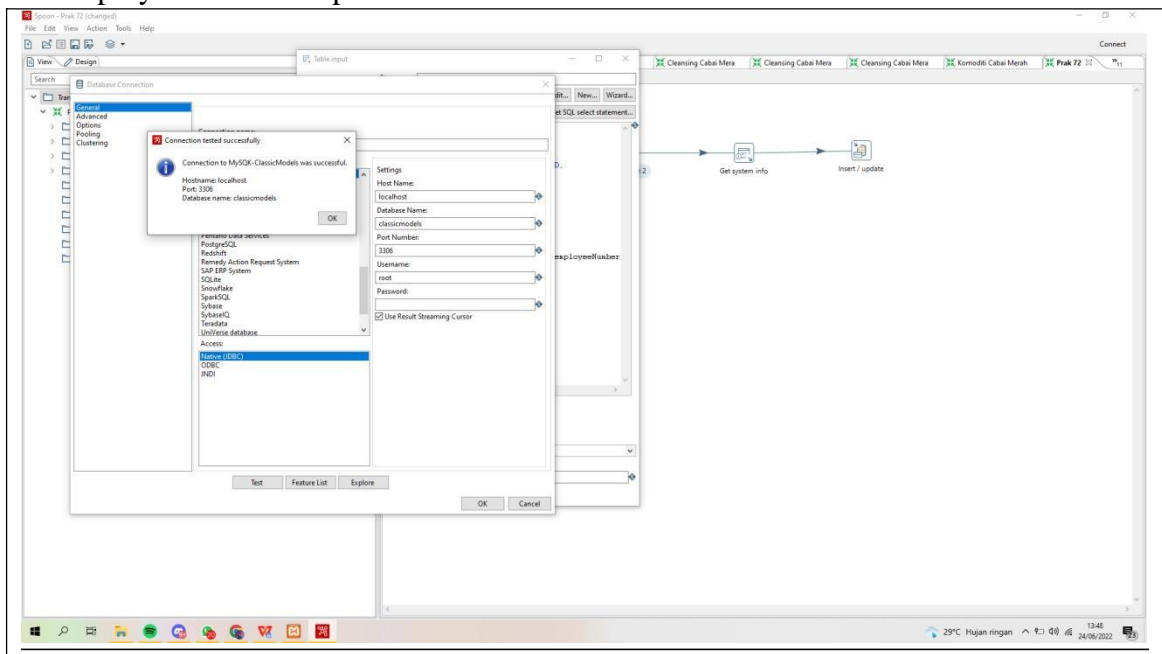 Spoon - Prak 72 (changed)
File Edit View Action Tools Help
Connect
View Design
Search
Table input
Cleansing Cabai Mera
Cleansing Cabai Mera
Cleansing Cabai Mera
Komoditi Cabai Merah
Prak 72
11
New... Wizard...
et SQL select statement...
Database Connection
General
Advanced
Options
Pooling
Clustering
Connection name:
Connection tested successfully
Connection to MySQK-ClassicModels was successful.
Hostname: localhost
Port: 3306
Database name: classicmodels
OK
Pentaho Data Services
PostgreSQL
Redshift
Remedy Action Request System
SAP ERP System
SQLite
Snowflake
SparkSQL
Sybase
SybaseIQ
Teradata
UniVerse database
Access:
Native (JDBC)
ODBC
JNDI
Settings
Host Name:
localhost
Database Name:
classicmodels
Port Number:
3306
Username:
root
Password:
Use Result Streaming Cursor
D,
employeeNumber
2
Get system info
Insert / update
Test
Feature List
Explore
OK
Cancel
29°C Hujan ringan
13:48
24/06/2022